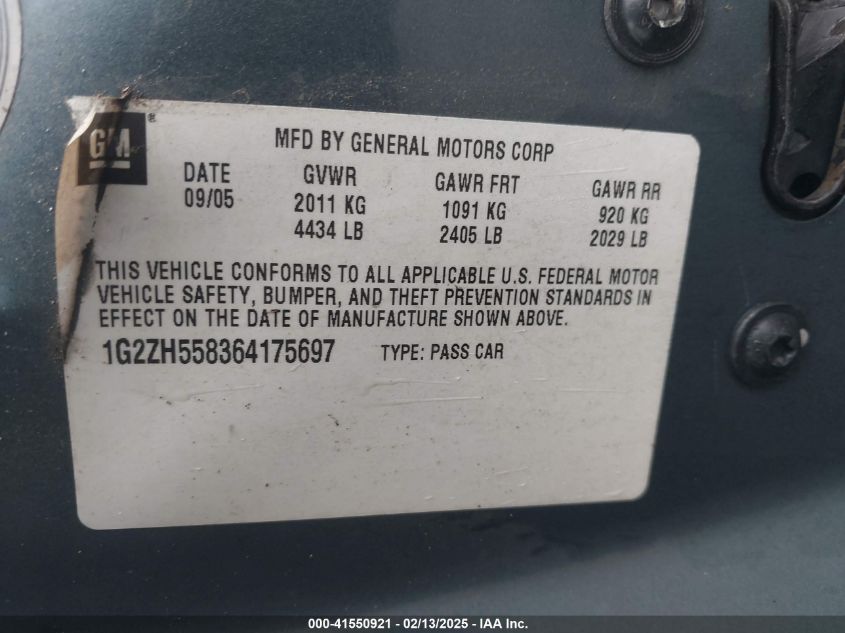 GM®
MFD BY GENERAL MOTORS CORP
DATE GVWR GAWR FRT GAWR RR
09/05 2011 KG 1091 KG 920 KG
4434 LB 2405 LB 2029 LB
THIS VEHICLE CONFORMS TO ALL APPLICABLE U.S. FEDERAL MOTOR
VEHICLE SAFETY, BUMPER, AND THEFT PREVENTION STANDARDS IN
EFFECT ON THE DATE OF MANUFACTURE SHOWN ABOVE.
1G2ZH558364175697 TYPE: PASS CAR
000-41550921 - 02/13/2025 - IAA Inc.